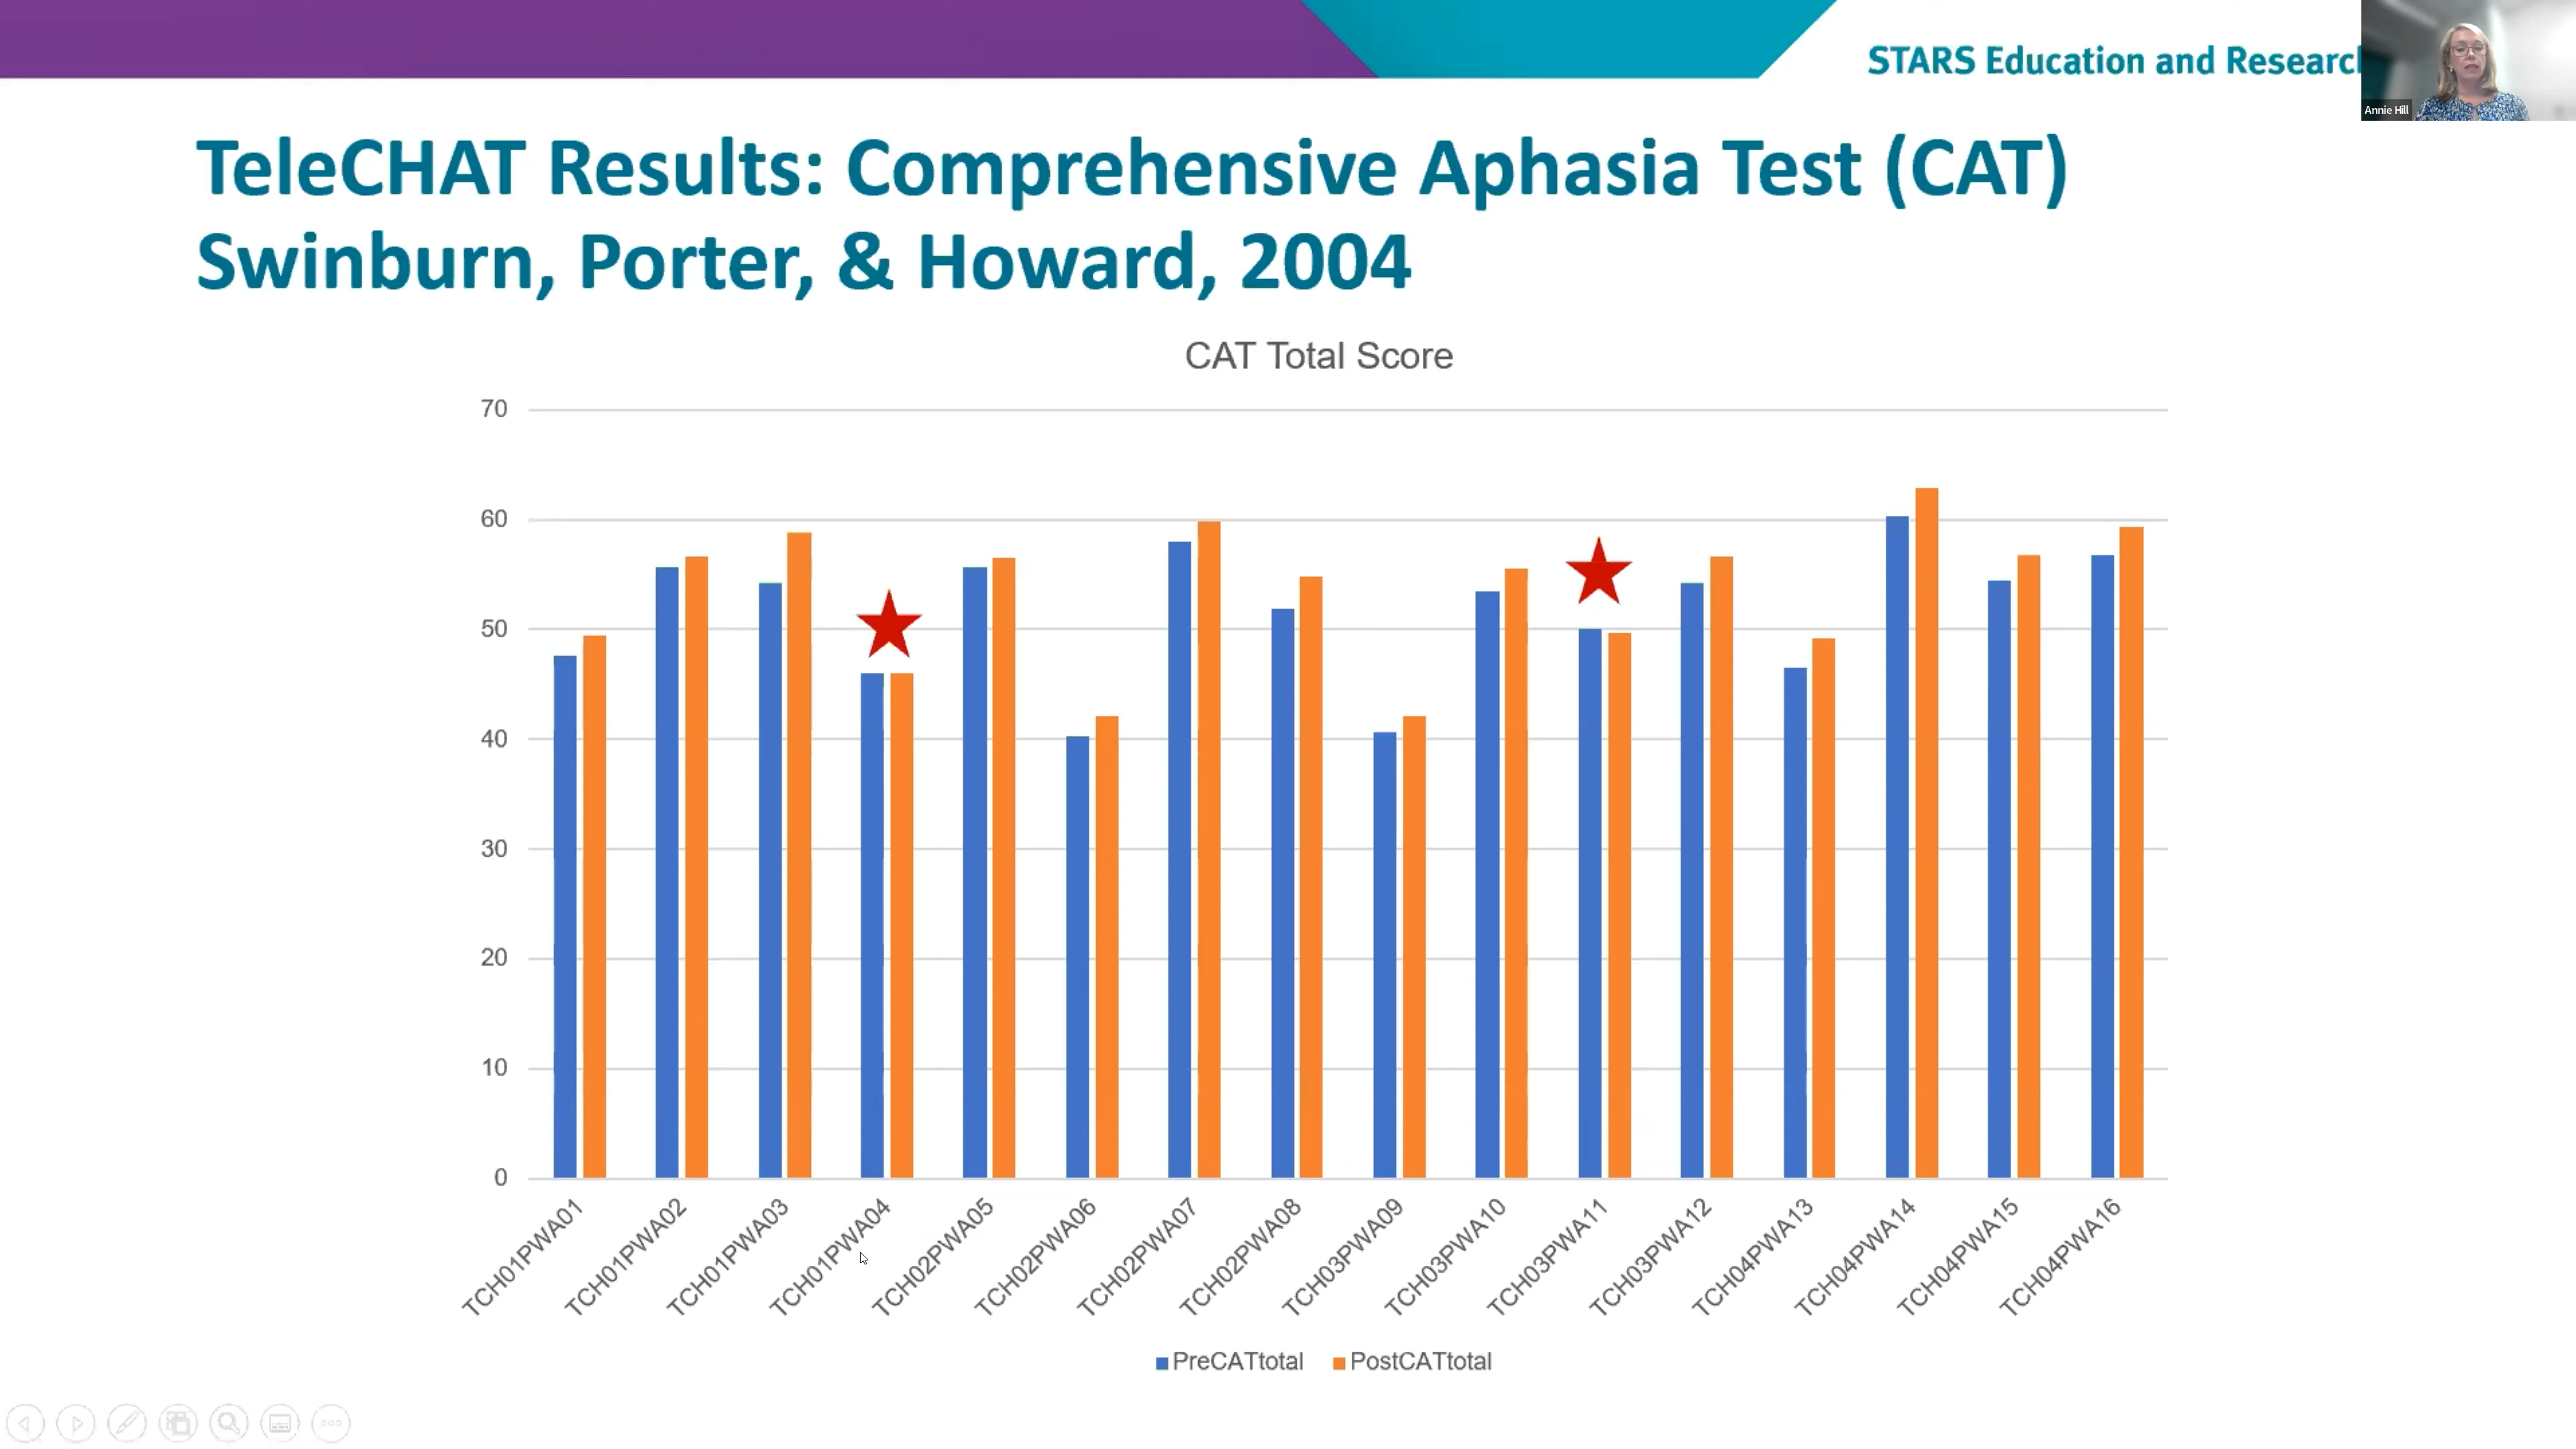 STARS Education and Research
Annie Hill
TeleCHAT Results: Comprehensive Aphasia Test (CAT)
Swinburn, Porter, & Howard, 2004
CAT Total Score
70
60
50
40
30
20
10
0
TCH01PWA01
TCH01PWA02
TCH01PWA03
TCH01PWA04
TCH02PWA05
TCH02PWA06
TCH02PWA07
TCH02PWA08
TCH03PWA09
TCH03PWA10
TCH03PWA11
TCH03PWA12
TCH04PWA13
TCH04PWA14
TCH04PWA15
TCH04PWA16
PreCATtotal PostCATtotal